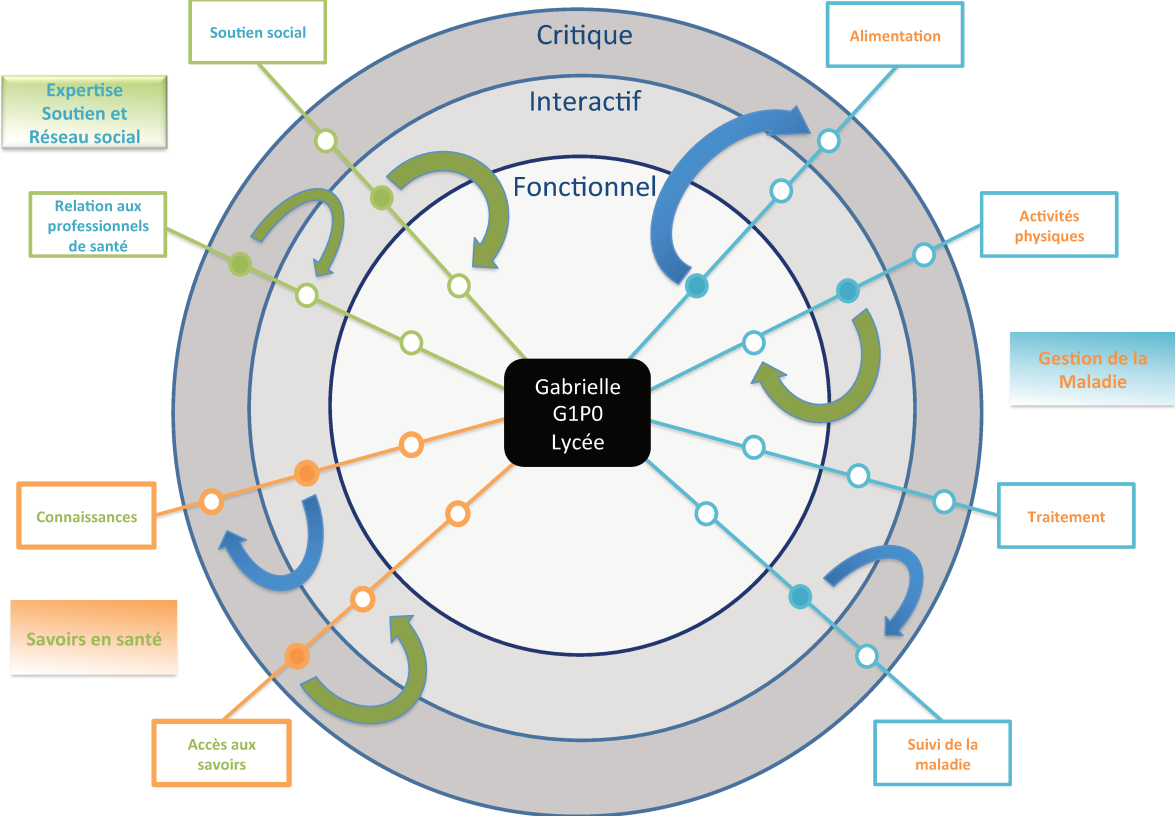 Critique
Interactif
Fonctionnel
Soutien social
Alimentation
Expertise
Soutien et
Réseau social
Relation aux
professionnels
de santé
Activités
physiques
Gestion de la
Maladie
Gabrielle
G1P0
Lycée
Connaissances
Traitement
Savoirs en santé
Accès aux
savoirs
Suivi de la
maladie